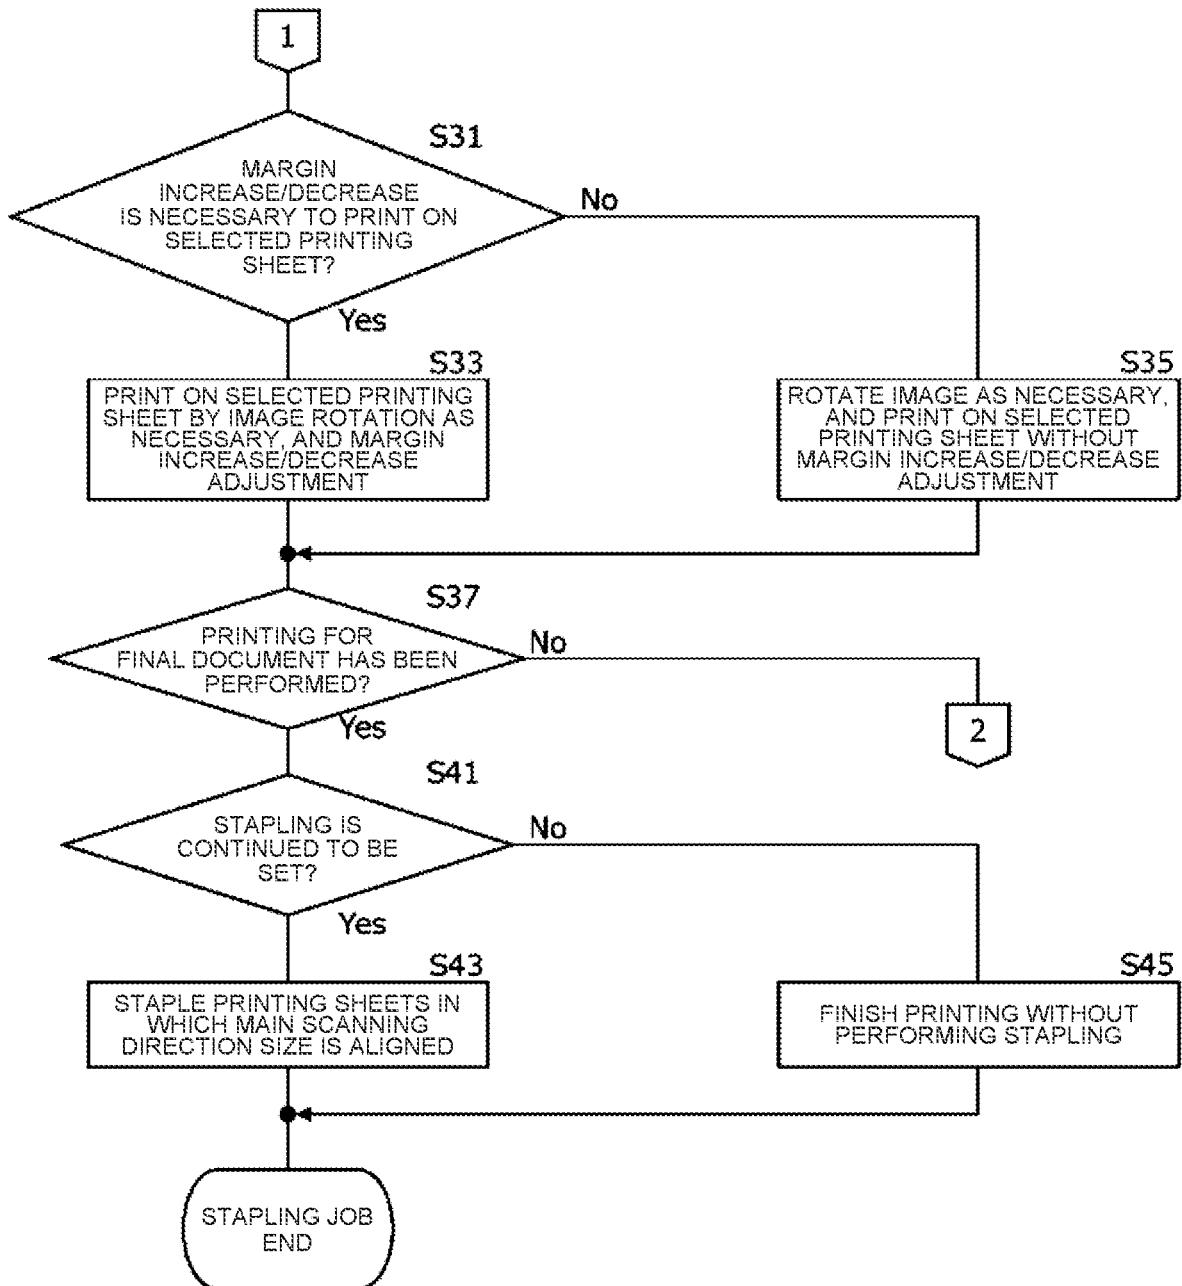 1
S31
MARGIN
INCREASE/DECREASE
IS NECESSARY TO PRINT ON
SELECTED PRINTING
SHEET?
No
Yes
S33
PRINT ON SELECTED PRINTING
SHEET BY IMAGE ROTATION AS
NECESSARY, AND MARGIN
INCREASE/DECREASE
ADJUSTMENT
S35
ROTATE IMAGE AS NECESSARY,
AND PRINT ON SELECTED
PRINTING SHEET WITHOUT
MARGIN INCREASE/DECREASE
ADJUSTMENT
S37
PRINTING FOR
FINAL DOCUMENT HAS BEEN
PERFORMED?
No
Yes
2
S41
STAPLING IS
CONTINUED TO BE
SET?
No
Yes
S43
STAPLE PRINTING SHEETS IN
WHICH MAIN SCANNING
DIRECTION SIZE IS ALIGNED
S45
FINISH PRINTING WITHOUT
PERFORMING STAPLING
STAPLING JOB
END